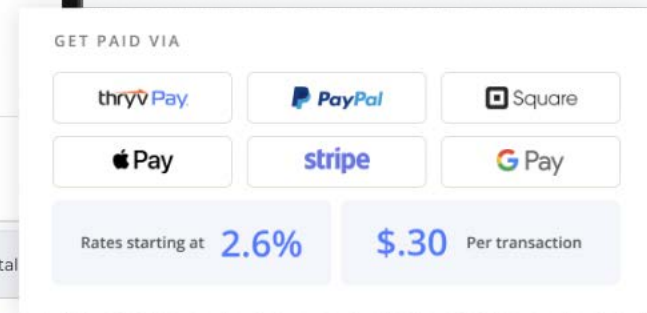 GET PAID VIA
thryv Pay
PayPal
Square
Pay
stripe
G Pay
Rates starting at 2.6%
$.30 Per transaction
tal